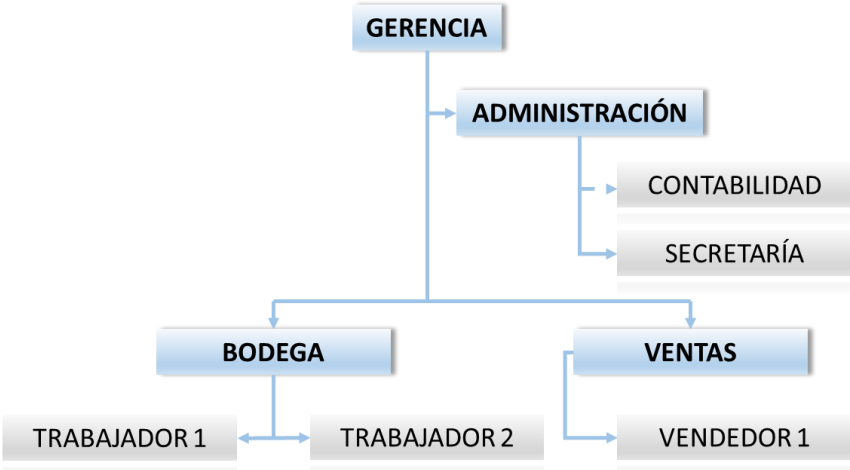 GERENCIA
ADMINISTRACIÓN
CONTABILIDAD
SECRETARÍA
BODEGA
VENTAS
TRABAJADOR 1
TRABAJADOR 2
VENDEDOR 1